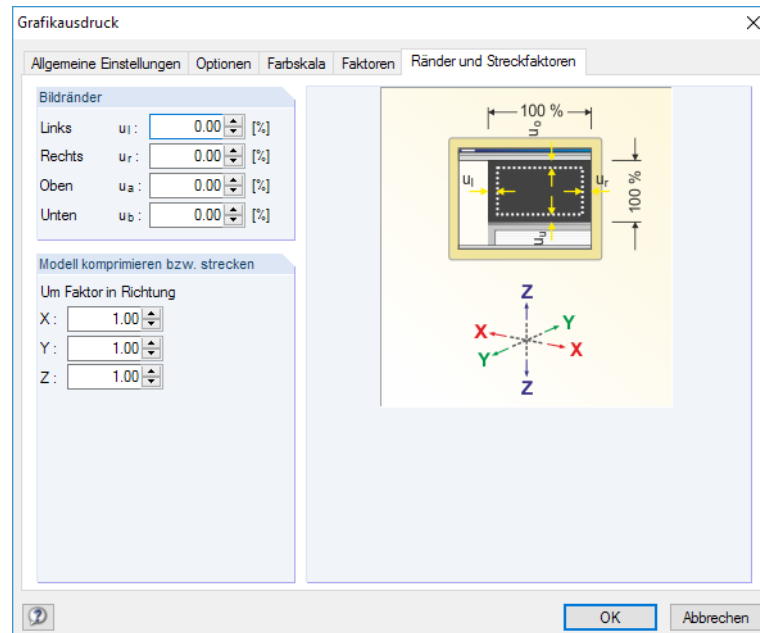 Grafikausdruck
Allgemeine Einstellungen Optionen Farbskala Faktoren Ränder und Streckfaktoren
Bildränder
Links ul : 0.00 [%]
Rechts ur : 0.00 [%]
Oben ua : 0.00 [%]
Unten ub : 0.00 [%]
Modell komprimieren bzw. strecken
Um Faktor in Richtung
X : 1.00
Y : 1.00
Z : 1.00
100 %
uo
ul
ur
100 %
uu
Z
Y
X
X
Y
Z
OK Abbrechen